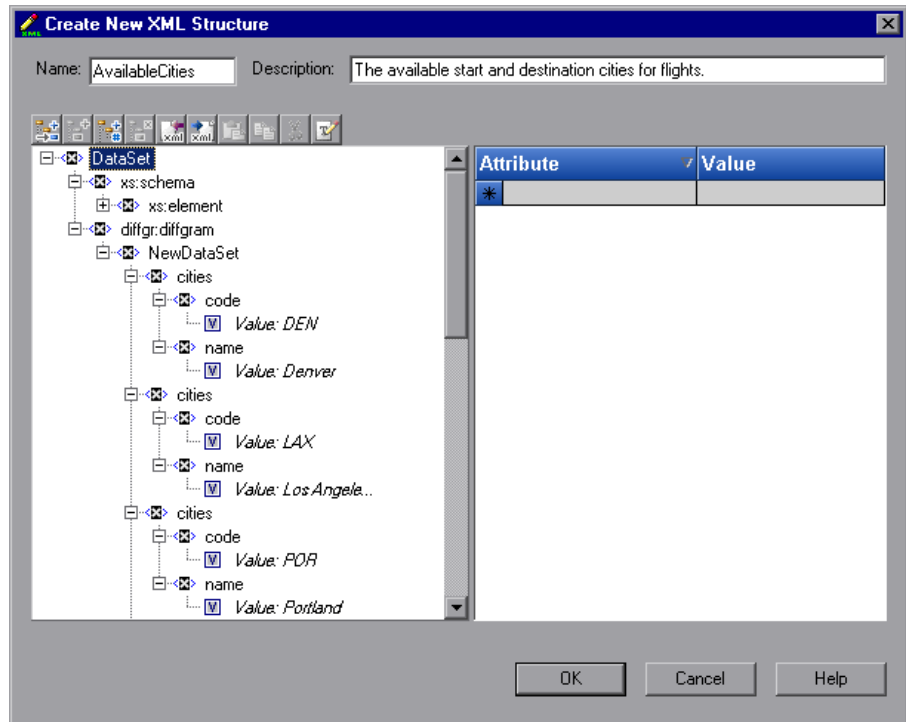 Create New XML Structure
Name: AvailableCities Description: The available start and destination cities for flights.
DataSet
xs:schema
xs:element
diffgr:diffgram
NewDataSet
cities
code
Value: DEN
name
Value: Denver
cities
code
Value: LAX
name
Value: Los Angele...
cities
code
Value: POR
name
Value: Portland
Attribute Value
OK Cancel Help